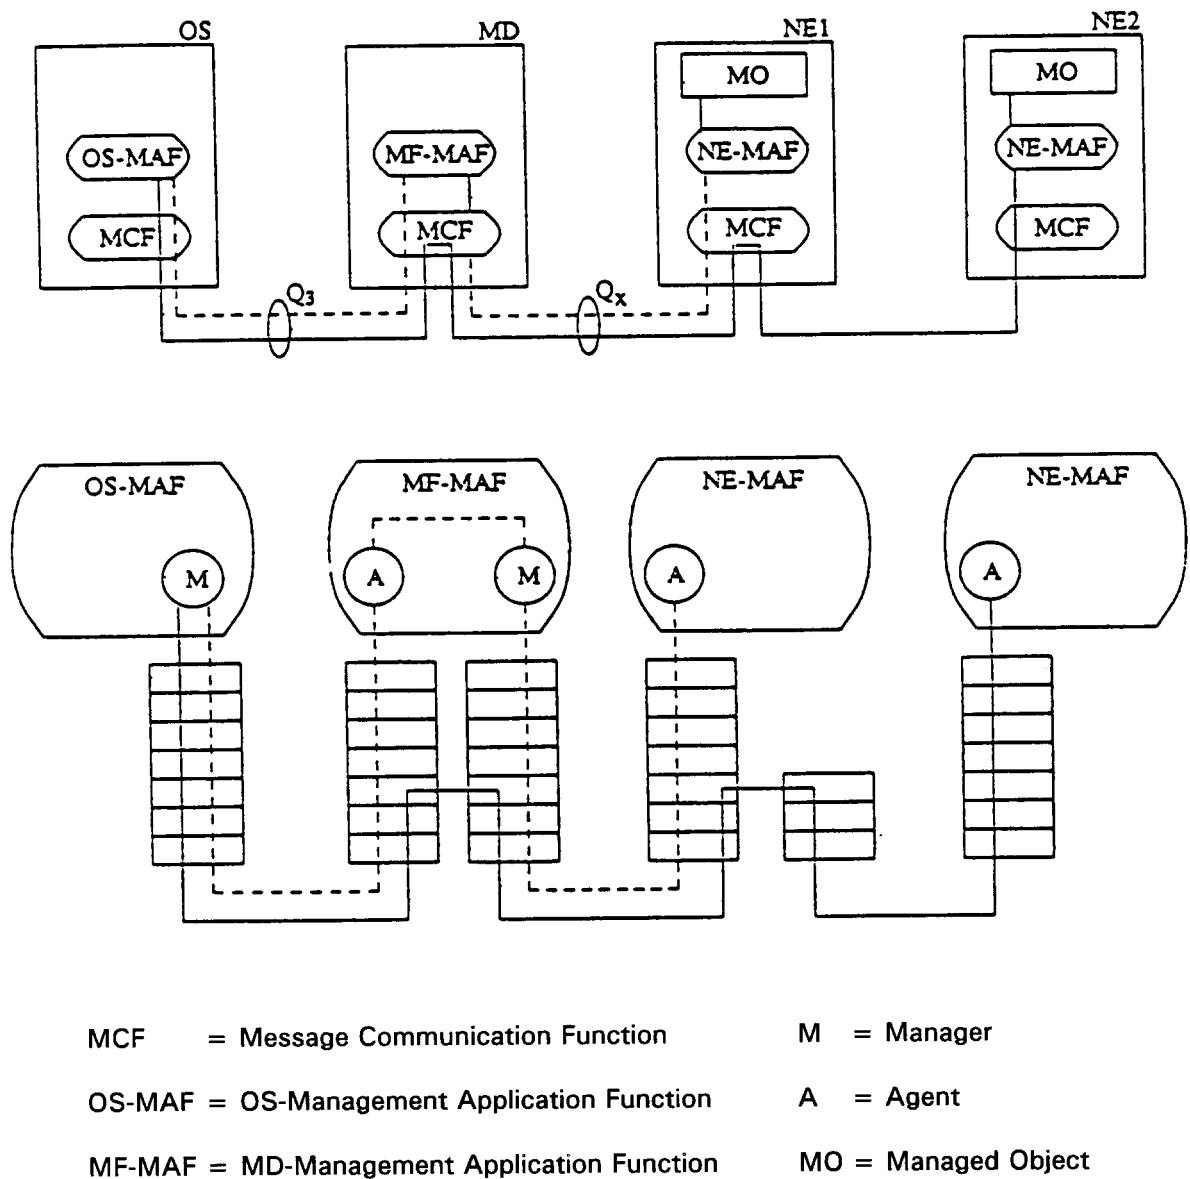 OS MD NE1 NE2
MO MO
OS-MAF MF-MAF NE-MAF NE-MAF
MCF MCF MCF MCF
Q3 Qx
OS-MAF MF-MAF NE-MAF NE-MAF
M A M A A
MCF = Message Communication Function M = Manager
OS-MAF = OS-Management Application Function A = Agent
MF-MAF = MD-Management Application Function MO = Managed Object